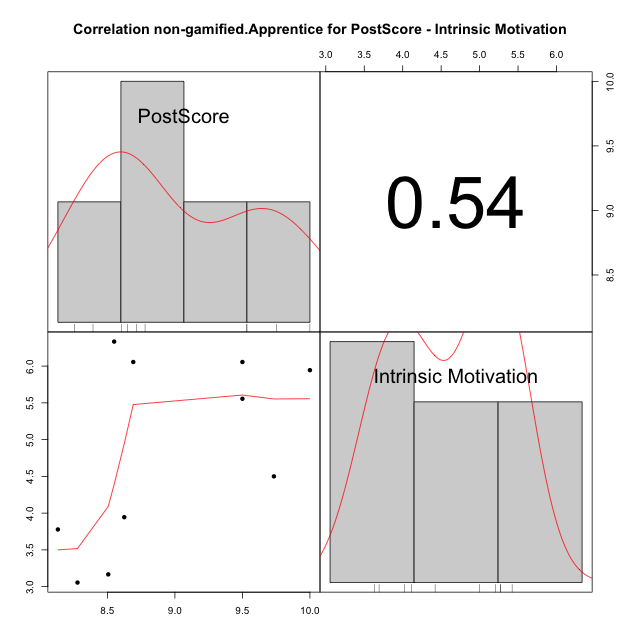 Correlation non-gamified.Apprentice for PostScore - Intrinsic Motivation
3.0 3.5 4.0 4.5 5.0 5.5 6.0
PostScore
0.54
10.0
9.5
9.0
8.5
6.0
5.5
5.0
4.5
4.0
3.5
3.0
Intrinsic Motivation
8.5 9.0 9.5 10.0